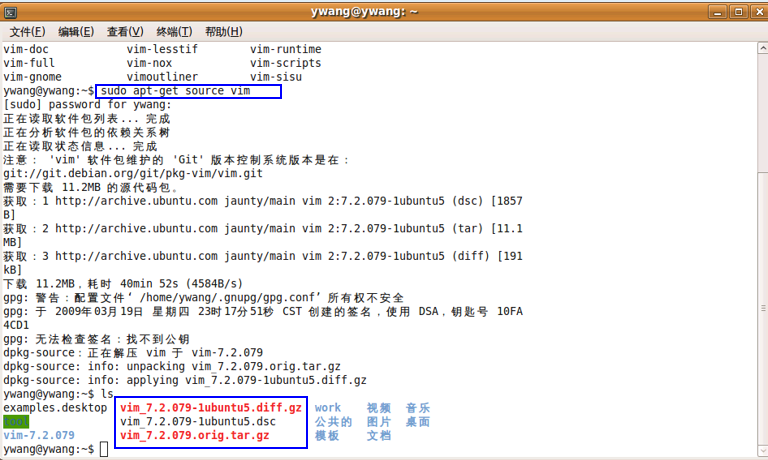 ywang@ywang: ~
文件(F) 编辑(E) 查看(V) 终端(T) 帮助(H)
vim-doc vim-lesstif vim-runtime
vim-full vim-nox vim-scripts
vim-gnome vimoutliner vim-sisu
ywang@ywang:~$ sudo apt-get source vim
[sudo] password for ywang:
正在读取软件包列表... 完成
正在分析软件包的依赖关系树
正在读取状态信息... 完成
注意： 'vim' 软件包维护的 'Git' 版本控制系统版本是在：
git://git.debian.org/git/pkg-vim/vim.git
需要下载 11.2MB 的源代码包。
获取：1 http://archive.ubuntu.com jaunty/main vim 2:7.2.079-1ubuntu5 (dsc) [1857
B]
获取：2 http://archive.ubuntu.com jaunty/main vim 2:7.2.079-1ubuntu5 (tar) [11.1
MB]
获取：3 http://archive.ubuntu.com jaunty/main vim 2:7.2.079-1ubuntu5 (diff) [191
kB]
下载 11.2MB，耗时 40min 52s (4584B/s)
gpg: 警告：配置文件‘ /home/ywang/.gnupg/gpg.conf’ 所有权不安全
gpg: 于 2009年03月19日 星期四 23时17分51秒 CST 创建的签名，使用 DSA，钥匙号 10FA
4CD1
gpg: 无法检查签名：找不到公钥
dpkg-source：正在解压 vim 于 vim-7.2.079
dpkg-source: info: unpacking vim_7.2.079.orig.tar.gz
dpkg-source: info: applying vim_7.2.079-1ubuntu5.diff.gz
ywang@ywang:~$ ls
examples.desktop vim_7.2.079-1ubuntu5.diff.gz work 视频 音乐
tool vim_7.2.079-1ubuntu5.dsc 公共的 图片 桌面
vim-7.2.079 vim_7.2.079.orig.tar.gz 模板 文档
ywang@ywang:~$